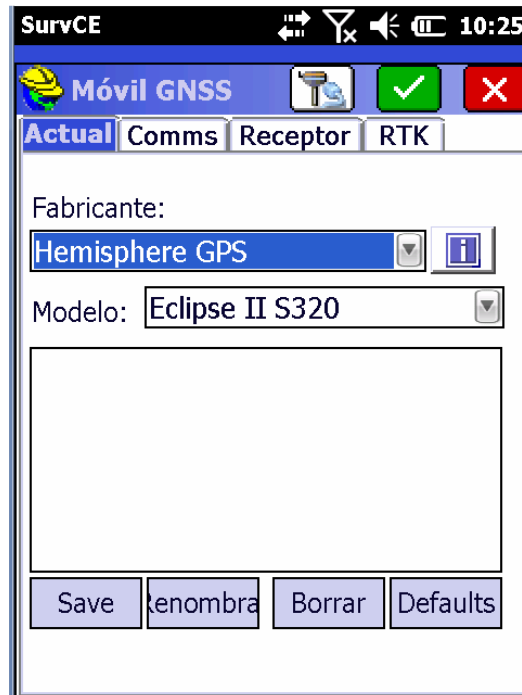 SurvCE 10:25
Móvil GNSS
Actual Comms Receptor RTK
Fabricante:
Hemisphere GPS
Modelo: Eclipse II S320
Save Renombra Borrar Defaults